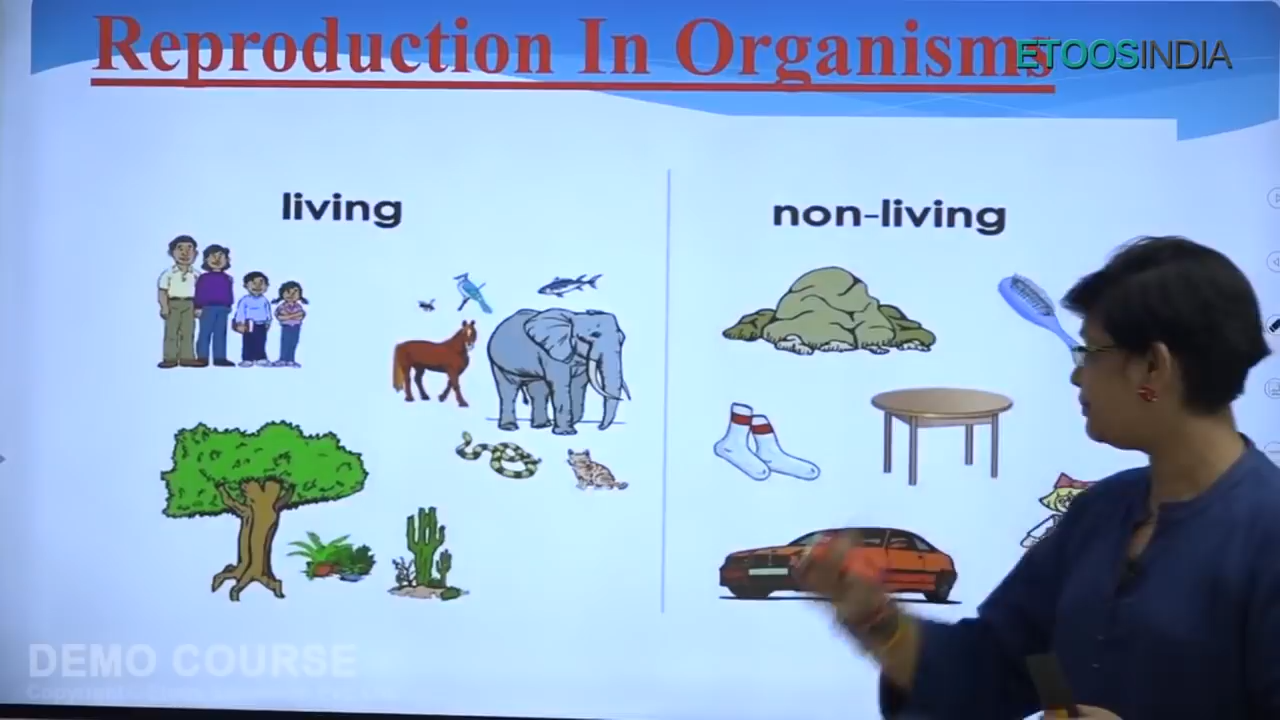 Reproduction In Organisms
ETOOSINDIA
living
non-living
DEMO COURSE